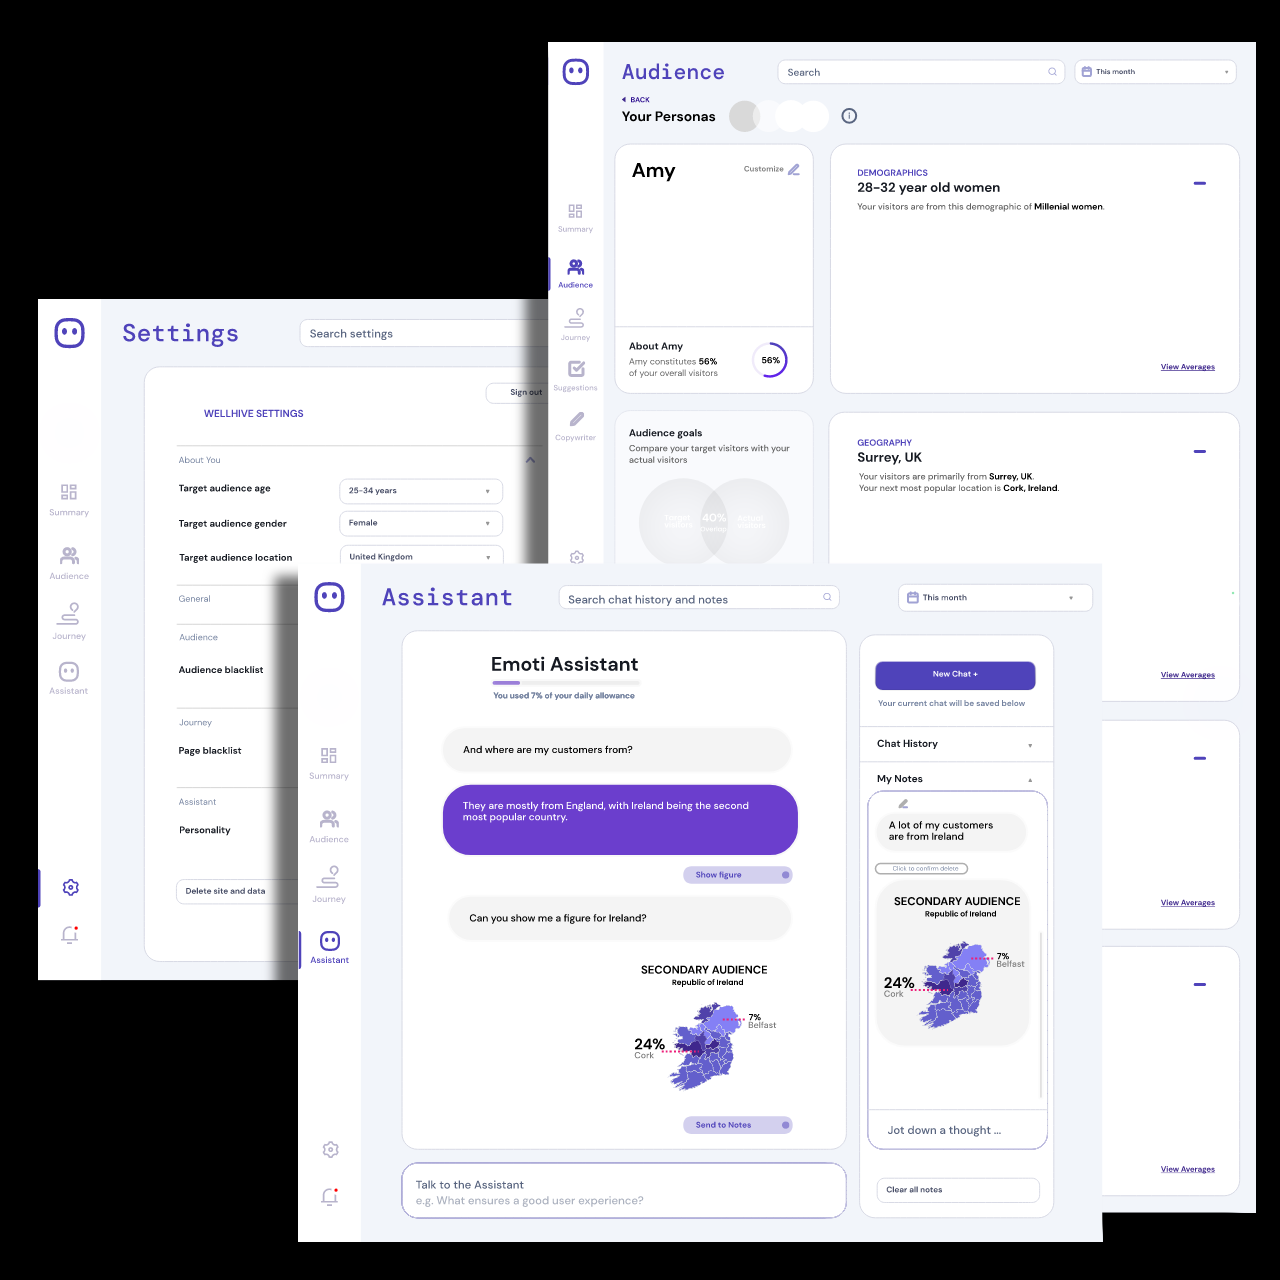 Audience
Search
This month
BACK
Your Personas
Amy
Customize
About Amy
Amy constitutes 56%
of your overall visitors
56%
DEMOGRAPHICS
28-32 year old women
Your visitors are from this demographic of Millenial women.
View Averages
Summary
Audience
Journey
Suggestions
Copywriter
Audience goals
Compare your target visitors with your
actual visitors
Target
40%
Actual
visitors
Overlap
GEOGRAPHY
Surrey, UK
Your visitors are primarily from Surrey, UK.
Your next most popular location is Cork, Ireland.
View Averages
View Averages
View Averages
Settings
Search settings
Sign out
WELLHIVE SETTINGS
About You
Target audience age
25-34 years
Target audience gender
Female
Target audience location
United Kingdom
General
Audience
Audience blacklist
Journey
Page blacklist
Assistant
Personality
Delete site and data
Summary
Audience
Journey
Assistant
Assistant
Search chat history and notes
This month
Summary
Audience
Journey
Assistant
Emoti Assistant
You used 7% of your daily allowance
And where are my customers from?
They are mostly from England, with Ireland being the second
most popular country.
Show figure
Can you show me a figure for Ireland?
SECONDARY AUDIENCE
Republic of Ireland
7%
Belfast
24%
Cork
Send to Notes
Talk to the Assistant
e.g. What ensures a good user experience?
New Chat +
Your current chat will be saved below
Chat History
My Notes
A lot of my customers
are from Ireland
Click to confirm delete
SECONDARY AUDIENCE
Republic of Ireland
7%
Belfast
24%
Cork
Jot down a thought ...
Clear all notes